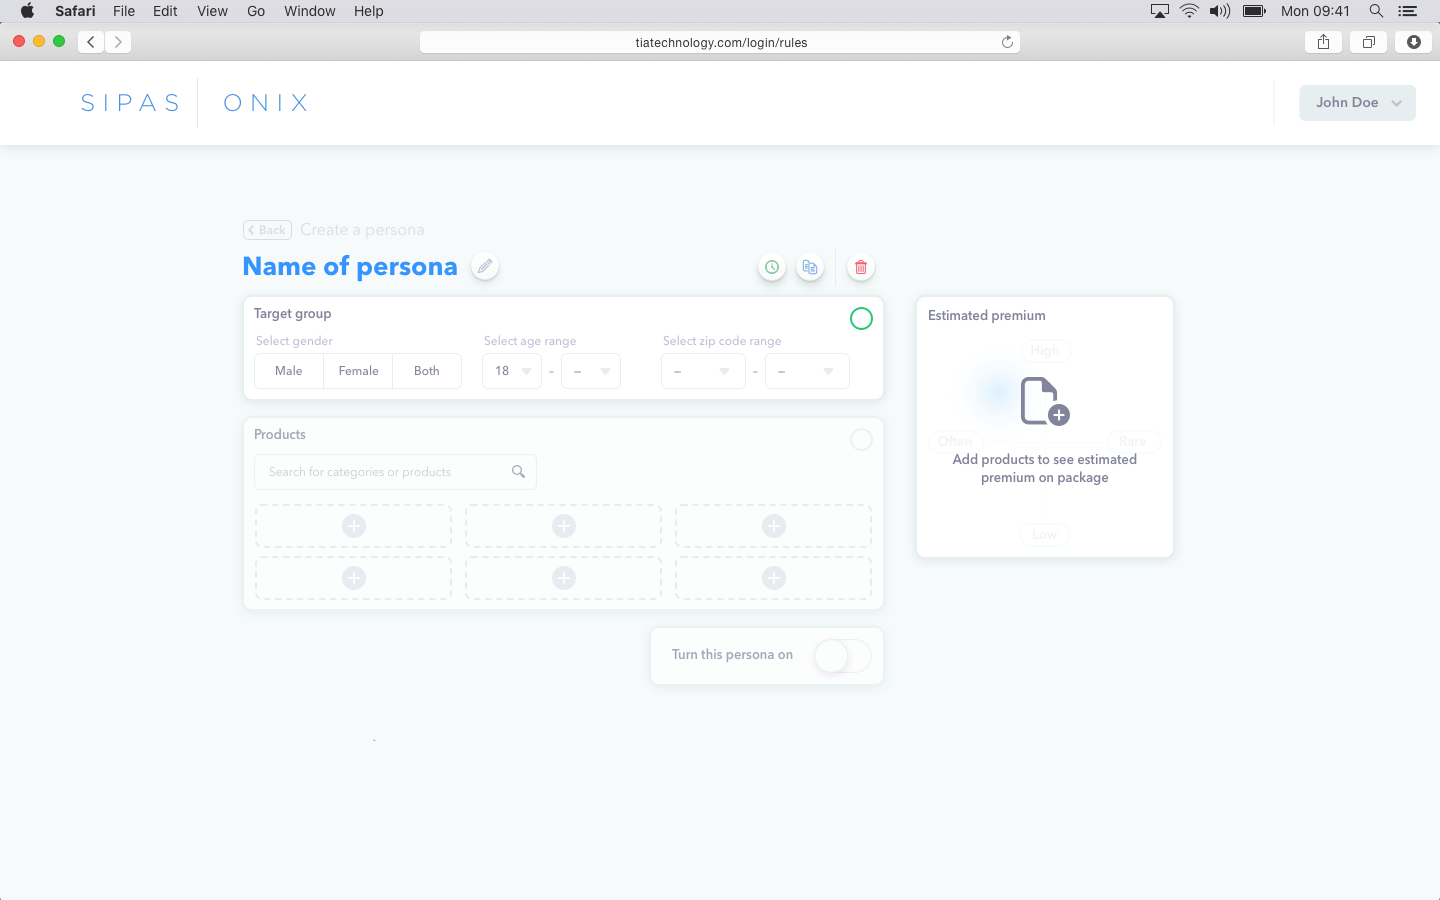 Safari File Edit View Go Window Help Mon 09:41
tiatechnology.com/login/rules
SIPAS ONIX John Doe
Back Create a persona
Name of persona
Target group
Select gender Select age range Select zip code range
Male Female Both 18 - – – - –
Estimated premium
High
Often Rare
Add products to see estimated
premium on package
Low
Products
Search for categories or products
Turn this persona on